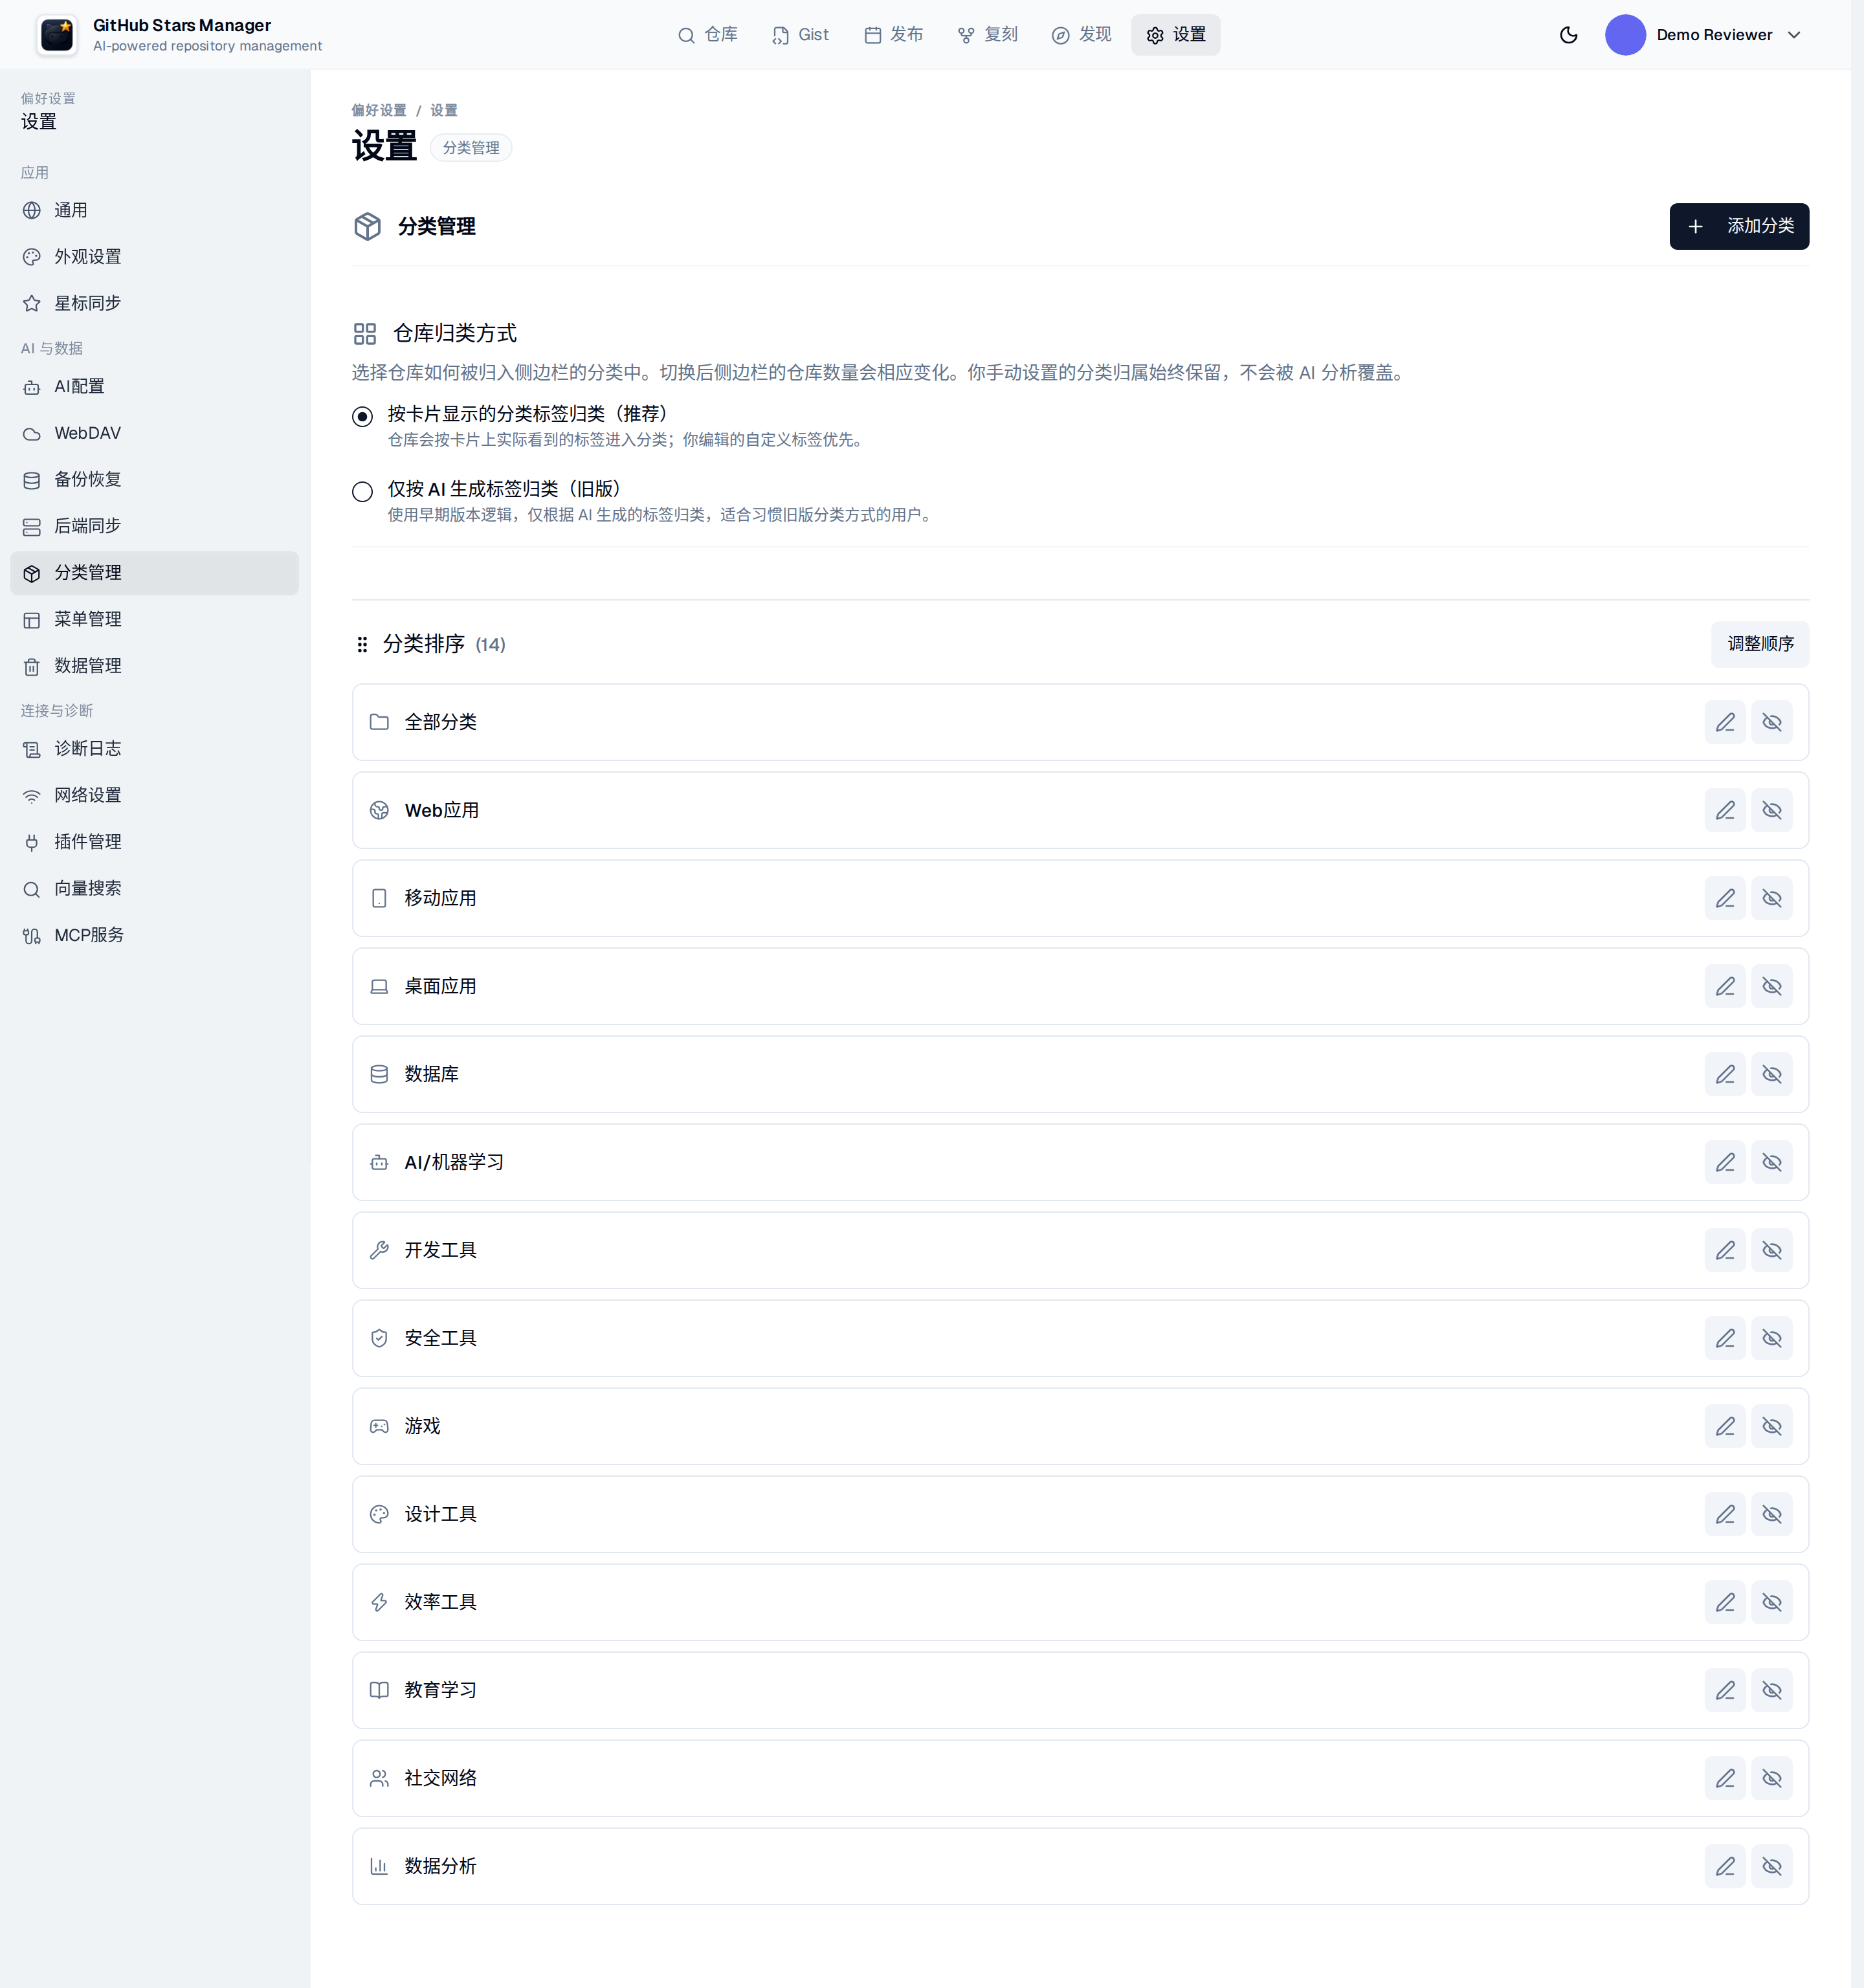 GitHub Stars Manager
AI-powered repository management
仓库
Gist
发布
复刻
发现
设置
Demo Reviewer
偏好设置
设置
应用
通用
外观设置
星标同步
AI 与数据
AI配置
WebDAV
备份恢复
后端同步
分类管理
菜单管理
数据管理
连接与诊断
诊断日志
网络设置
插件管理
向量搜索
MCP服务
偏好设置 / 设置
设置 分类管理
分类管理
添加分类
仓库归类方式
选择仓库如何被归入侧边栏的分类中。切换后侧边栏的仓库数量会相应变化。你手动设置的分类归属始终保留，不会被 AI 分析覆盖。
按卡片显示的分类标签归类（推荐）
仓库会按卡片上实际看到的标签进入分类；你编辑的自定义标签优先。
仅按 AI 生成标签归类（旧版）
使用早期版本逻辑，仅根据 AI 生成的标签归类，适合习惯旧版分类方式的用户。
分类排序 (14)
调整顺序
全部分类
Web应用
移动应用
桌面应用
数据库
AI/机器学习
开发工具
安全工具
游戏
设计工具
效率工具
教育学习
社交网络
数据分析